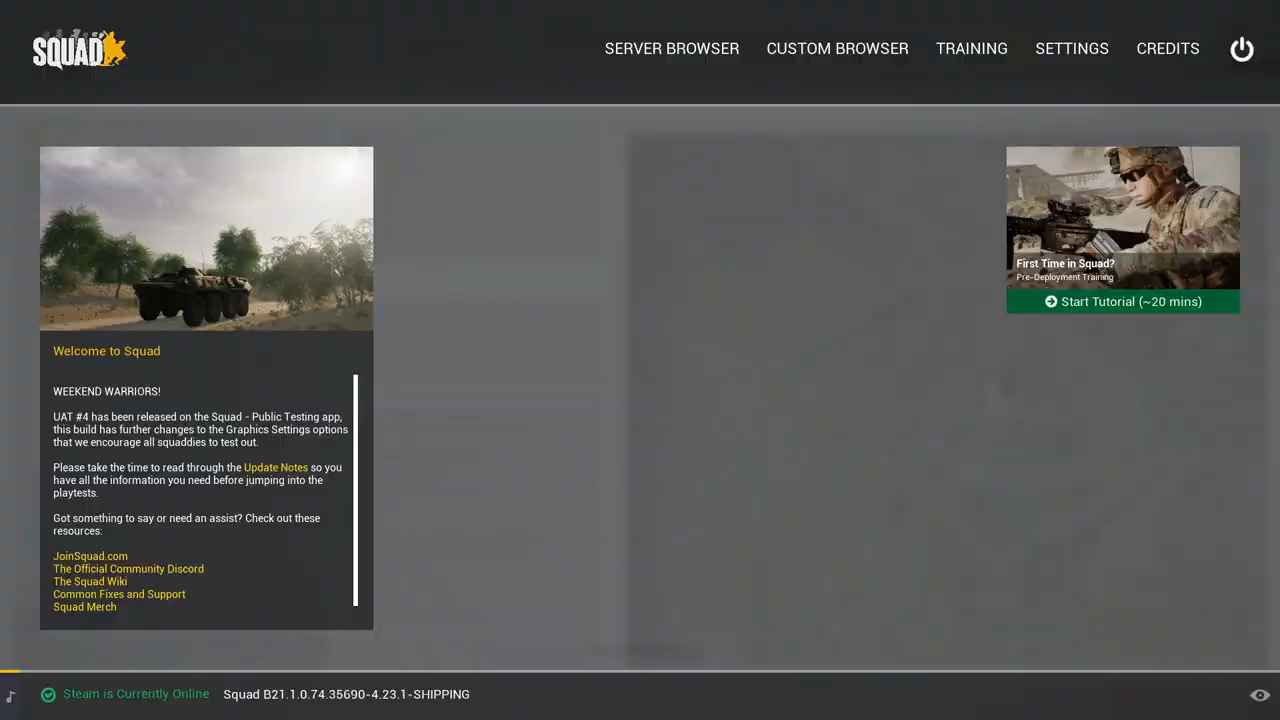 SQUAD
SERVER BROWSER
CUSTOM BROWSER
TRAINING
SETTINGS
CREDITS
Welcome to Squad
WEEKEND WARRIORS!
UAT #4 has been released on the Squad - Public Testing app,
this build has further changes to the Graphics Settings options
that we encourage all squaddies to test out.
Please take the time to read through the Update Notes so you
have all the information you need before jumping into the
playtests.
Got something to say or need an assist? Check out these
resources:
JoinSquad.com
The Official Community Discord
The Squad Wiki
Common Fixes and Support
Squad Merch
First Time in Squad?
Pre-Deployment Training
Start Tutorial (~20 mins)
Steam is Currently Online
Squad B21.1.0.74.35690-4.23.1-SHIPPING